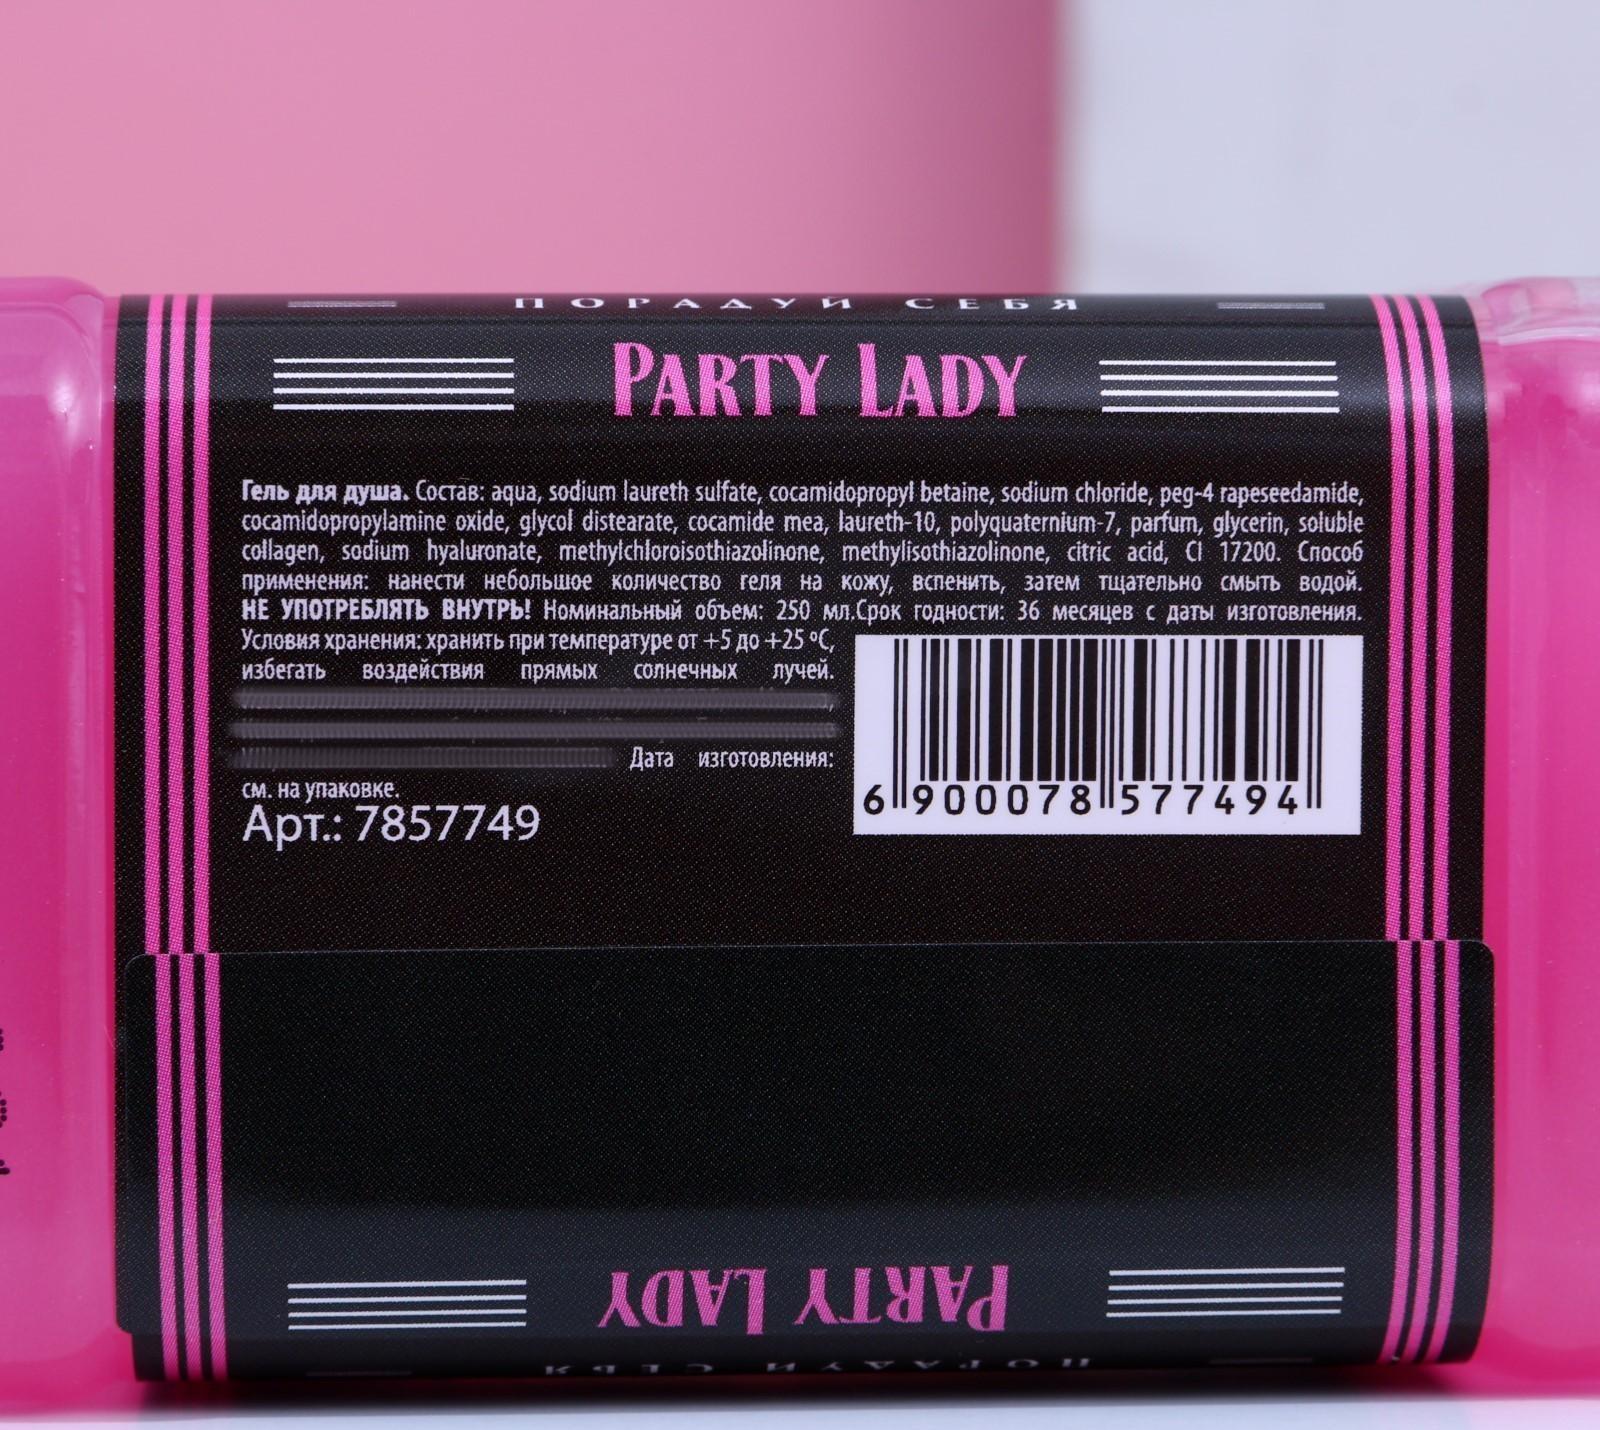 ПОРАДУЙ СЕБЯ
PARTY LADY
Гель для душа. Состав: aqua, sodium laureth sulfate, cocamidopropyl betaine, sodium chloride, peg-4 rapeseedamide,
cocamidopropylamine oxide, glycol distearate, cocamide mea, laureth-10, polyquaternium-7, parfum, glycerin, soluble
collagen, sodium hyaluronate, methylchloroisothiazolinone, methylisothiazolinone, citric acid, CI 17200. Способ
применения: нанести небольшое количество геля на кожу, вспенить, затем тщательно смыть водой.
НЕ УПОТРЕБЛЯТЬ ВНУТРЬ! Номинальный объем: 250 мл.Срок годности: 36 месяцев с даты изготовления.
Условия хранения: хранить при температуре от +5 до +25 °С,
избегать воздействия прямых солнечных лучей.
Дата изготовления:
см. на упаковке.
Арт.: 7857749
6 900078 577494
PARTY LADY
ПОРАДУЙ СЕБЯ